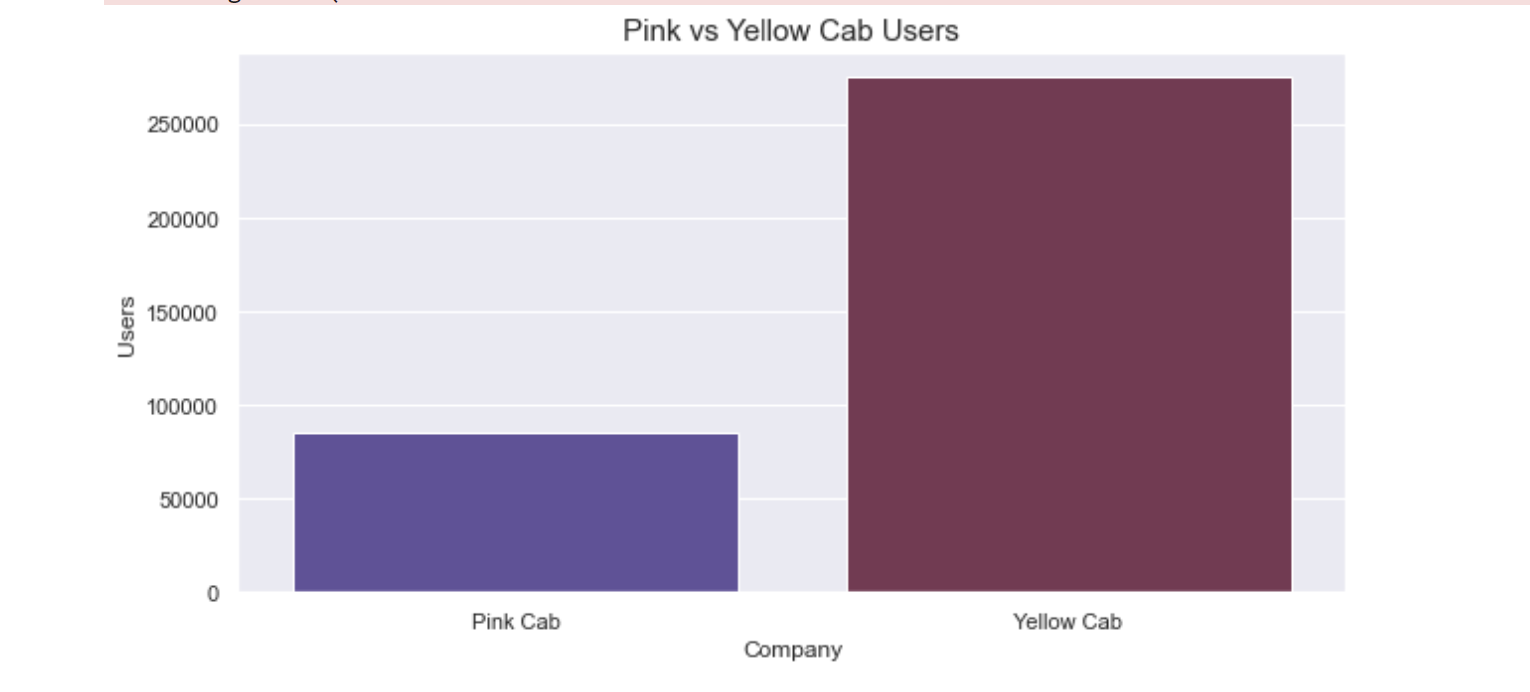 Pink vs Yellow Cab Users
250000
200000
150000
100000
50000
0
Users
Pink Cab
Yellow Cab
Company